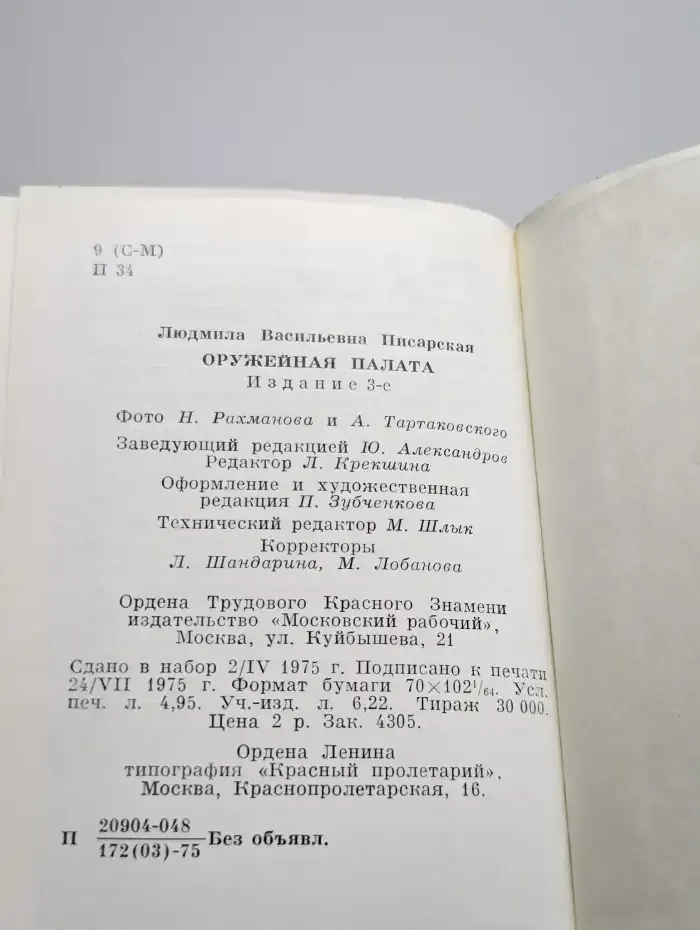 9 (С-М)
П 34
Людмила Васильевна Писарская
ОРУЖЕЙНАЯ ПАЛАТА
Издание 3-е
Фото Н. Рахманова и А. Тартаковского
Заведующий редакцией Ю. Александров
Редактор Л. Крекшина
Оформление и художественная
редакция П. Зубченкова
Технический редактор М. Шлык
Корректоры
Л. Шандарина, М. Лобанова
Ордена Трудового Красного Знамени
издательство «Московский рабочий»,
Москва, ул. Куйбышева, 21
Сдано в набор 2/IV 1975 г. Подписано к печати
24/VII 1975 г. Формат бумаги 70×102¹/₆₄. Усл.
печ. л. 4,95. Уч.-изд. л. 6,22. Тираж 30 000.
Цена 2 р. Зак. 4305.
Ордена Ленина
типография «Красный пролетарий».
Москва, Краснопролетарская, 16.
П 20904-048/172(03)-75 Без объявл.